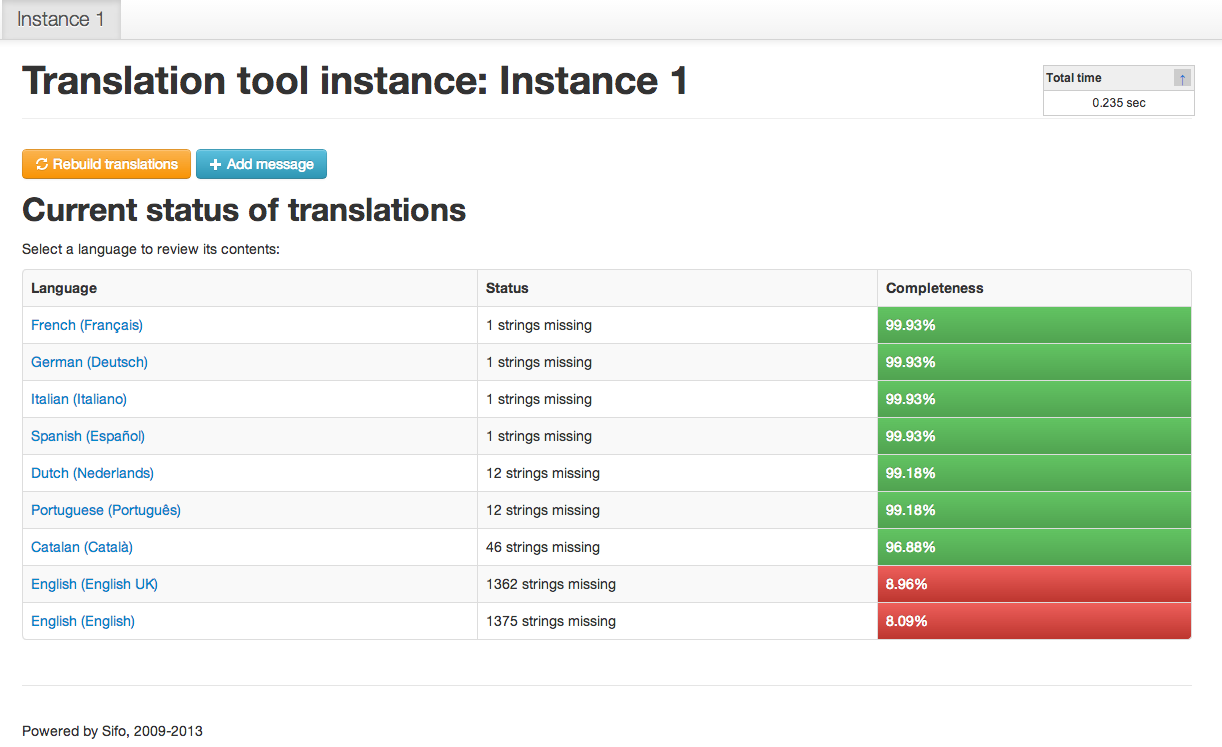 Instance 1
Translation tool instance: Instance 1
Total time ↑
0.235 sec
Rebuild translations + Add message
Current status of translations
Select a language to review its contents:
Language Status Completeness
French (Français) 1 strings missing 99.93%
German (Deutsch) 1 strings missing 99.93%
Italian (Italiano) 1 strings missing 99.93%
Spanish (Español) 1 strings missing 99.93%
Dutch (Nederlands) 12 strings missing 99.18%
Portuguese (Português) 12 strings missing 99.18%
Catalan (Català) 46 strings missing 96.88%
English (English UK) 1362 strings missing 8.96%
English (English) 1375 strings missing 8.09%
Powered by Sifo, 2009-2013